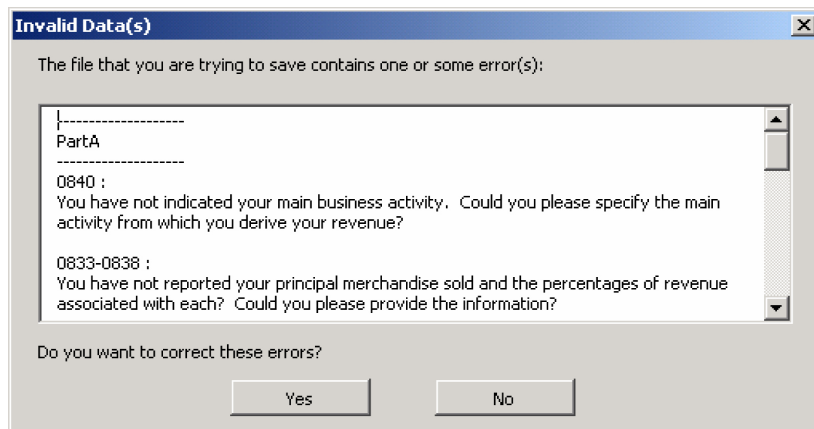 Invalid Data(s)
The file that you are trying to save contains one or some error(s):
--------------------
PartA
--------------------
0840 :
You have not indicated your main business activity.  Could you please specify the main
activity from which you derive your revenue?
0833-0838 :
You have not reported your principal merchandise sold and the percentages of revenue
associated with each?  Could you please provide the information?
Do you want to correct these errors?
Yes No